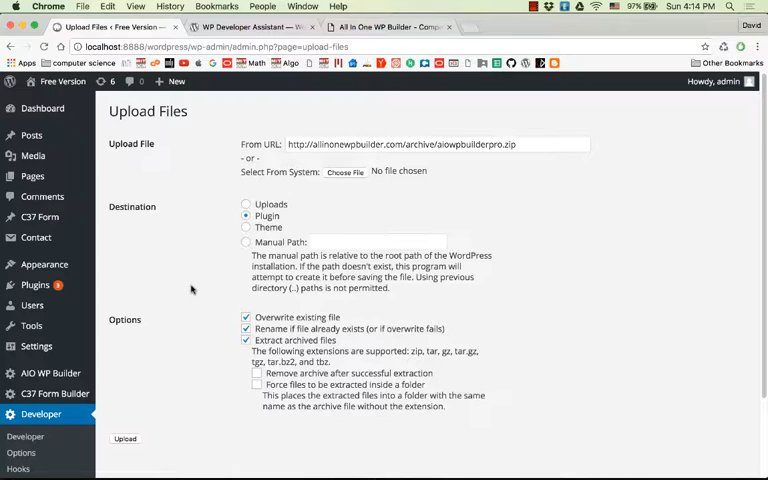 Chrome File Edit View History Bookmarks People Window Help 97% Sun 4:14 PM
Upload Files ‹ Free Version — WP Developer Assistant — W All In One WP Builder - Comp David
localhost:8888/wordpress/wp-admin/admin.php?page=upload-files
Apps computer science Math Algo Other Bookmarks
Free Version 6 0 New Howdy, admin
Dashboard
Posts
Media
Pages
Comments
C37 Form
Contact
Appearance
Plugins 3
Users
Tools
Settings
AIO WP Builder
C37 Form Builder
Developer
Developer
Options
Hooks
Upload Files
Upload File
From URL: http://allinonewpbuilder.com/archive/aiowpbuilderpro.zip
- or -
Select From System: Choose File No file chosen
Destination
Uploads
Plugin
Theme
Manual Path:
The manual path is relative to the root path of the WordPress
installation. If the path doesn't exist, this program will
attempt to create it before saving the file. Using previous
directory (..) paths is not permitted.
Options
Overwrite existing file
Rename if file already exists (or if overwrite fails)
Extract archived files
The following extensions are supported: zip, tar, gz, tar.gz,
tgz, tar.bz2, and tbz.
Remove archive after successful extraction
Force files to be extracted inside a folder
This places the extracted files into a folder with the same
name as the archive file without the extension.
Upload